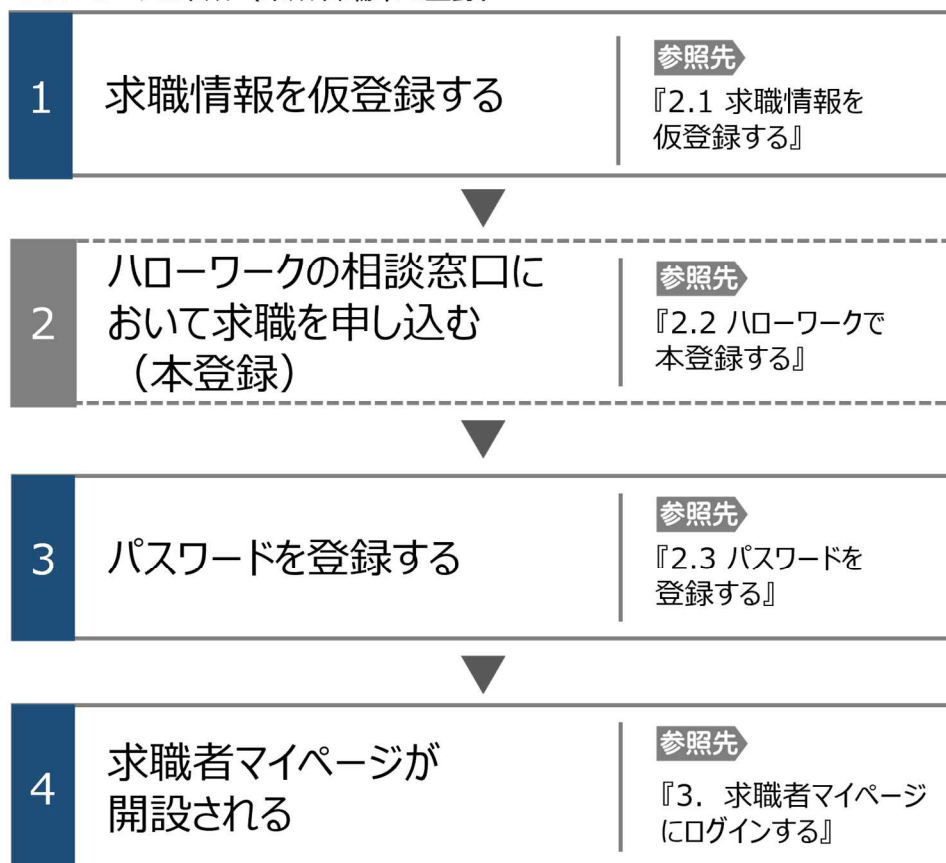 1
求職情報を仮登録する
参照先
『2.1 求職情報を
仮登録する』
2
ハローワークの相談窓口に
おいて求職を申し込む
（本登録）
参照先
『2.2 ハローワークで
本登録する』
3
パスワードを登録する
参照先
『2.3 パスワードを
登録する』
4
求職者マイページが
開設される
参照先
『3. 求職者マイページ
にログインする』